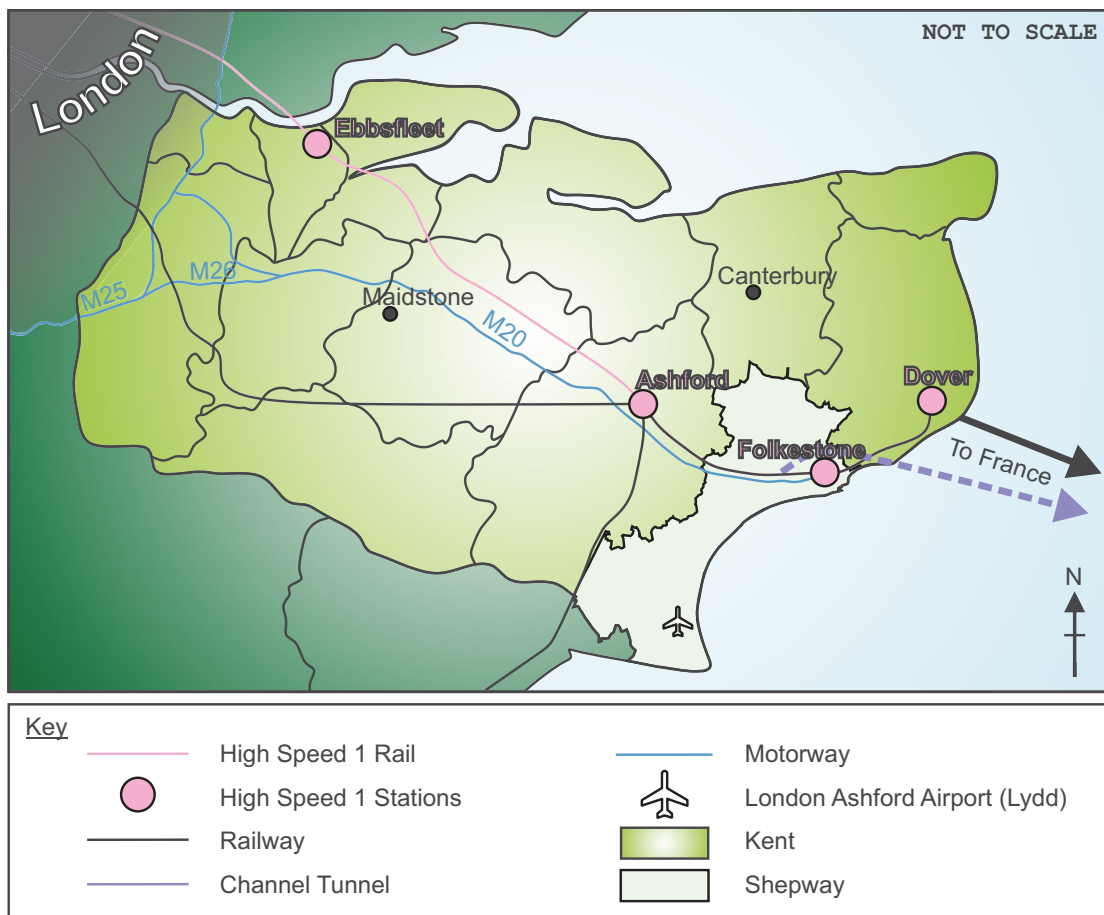 NOT TO SCALE
London
Ebbsfleet
M26
M25
Maidstone
Canterbury
M20
Ashford
Dover
Folkestone
To France
N
Key
High Speed 1 Rail
High Speed 1 Stations
Railway
Channel Tunnel
Motorway
London Ashford Airport (Lydd)
Kent
Shepway